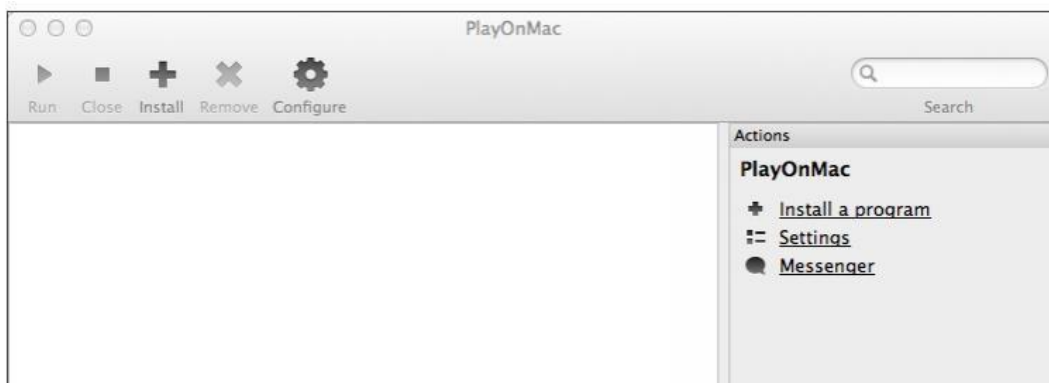 PlayOnMac
Run Close Install Remove Configure
Search
Actions
PlayOnMac
Install a program
Settings
Messenger